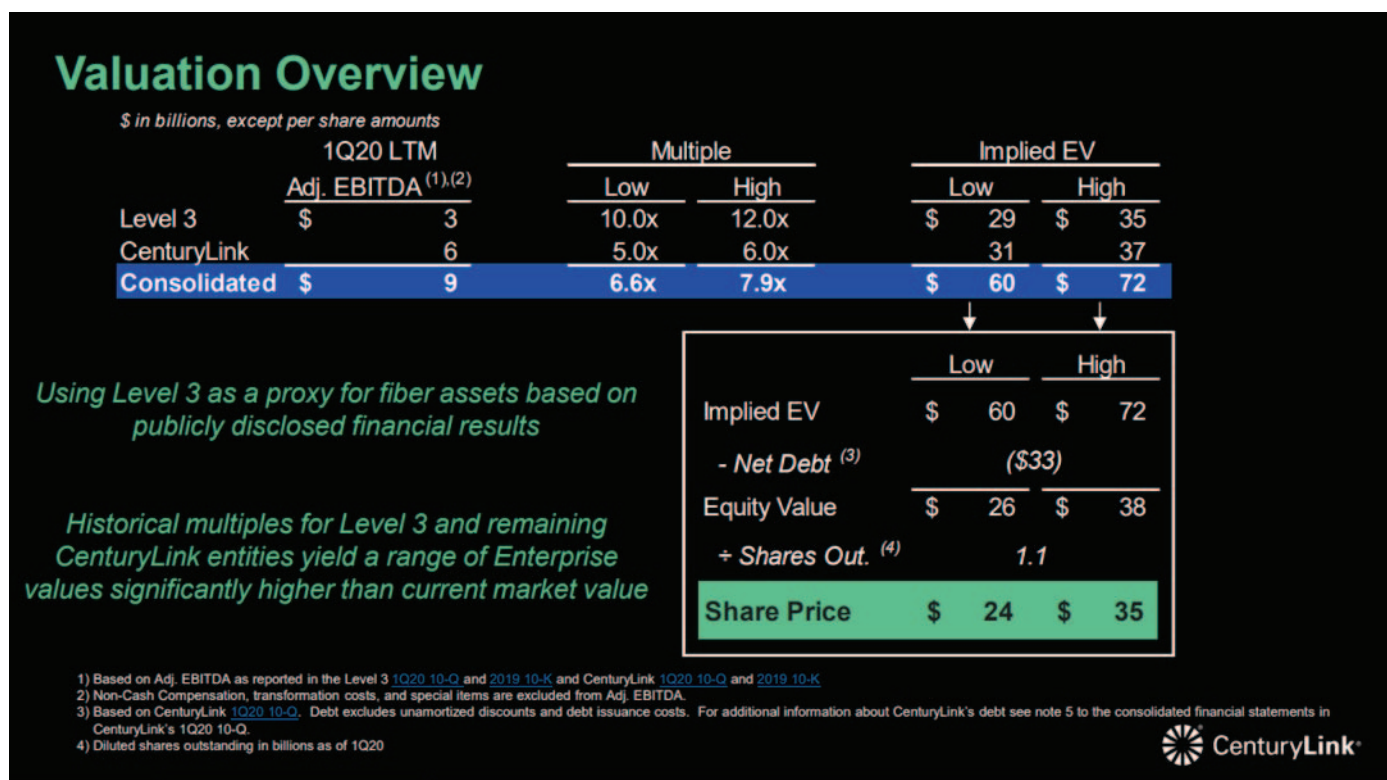 Valuation Overview
$ in billions, except per share amounts
1Q20 LTM Multiple Implied EV
Adj. EBITDA (1),(2) Low High Low High
Level 3 $ 3 10.0x 12.0x $ 29 $ 35
CenturyLink 6 5.0x 6.0x 31 37
Consolidated $ 9 6.6x 7.9x $ 60 $ 72
Low High
Implied EV $ 60 $ 72
- Net Debt (3) ($33)
Equity Value $ 26 $ 38
÷ Shares Out. (4) 1.1
Share Price $ 24 $ 35
Using Level 3 as a proxy for fiber assets based on
publicly disclosed financial results
Historical multiples for Level 3 and remaining
CenturyLink entities yield a range of Enterprise
values significantly higher than current market value
1) Based on Adj. EBITDA as reported in the Level 3 1Q20 10-Q and 2019 10-K and CenturyLink 1Q20 10-Q and 2019 10-K
2) Non-Cash Compensation, transformation costs, and special items are excluded from Adj. EBITDA.
3) Based on CenturyLink 1Q20 10-Q. Debt excludes unamortized discounts and debt issuance costs. For additional information about CenturyLink's debt see note 5 to the consolidated financial statements in
CenturyLink's 1Q20 10-Q.
4) Diluted shares outstanding in billions as of 1Q20
CenturyLink